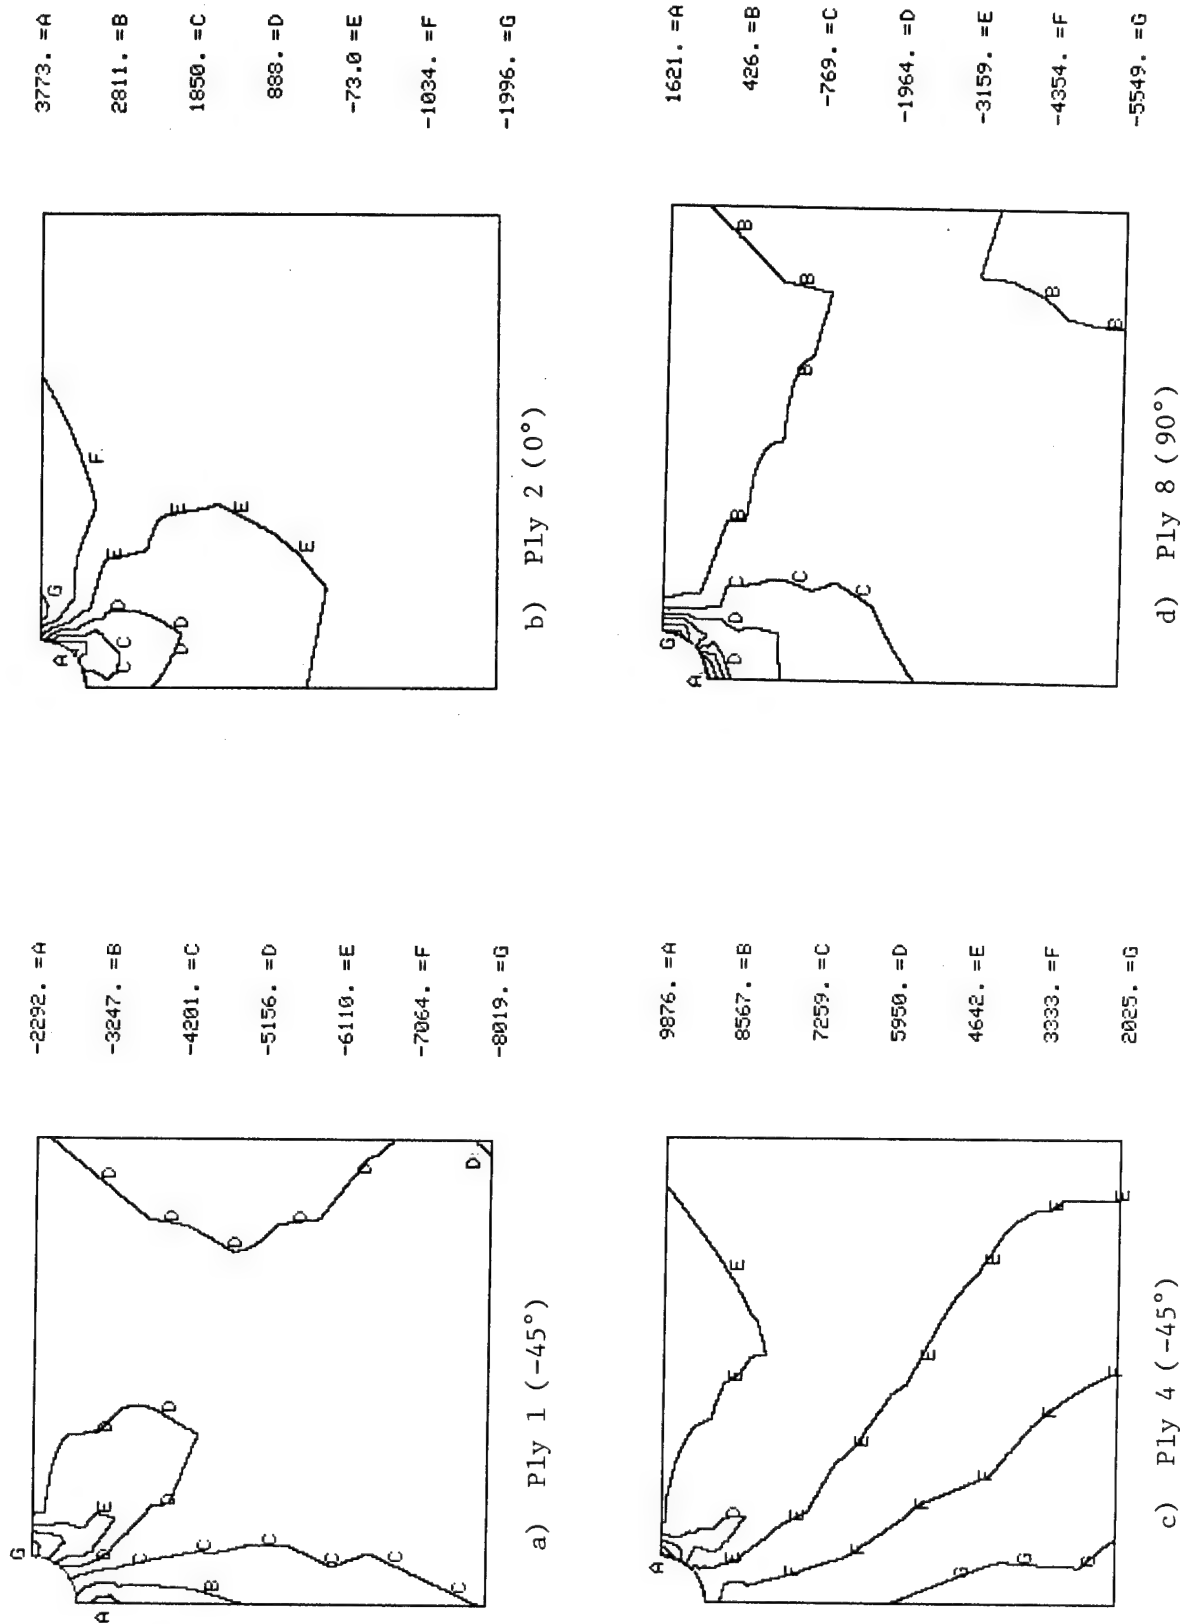 G
A
A
B
C
C
C
C
C
C
D
E
D
D
D
D
D
D
D
D
D
-2292. =A
-3247. =B
-4201. =C
-5156. =D
-6110. =E
-7064. =F
-8019. =G
a) Ply 1 (-45°)
A
G
F
E
E
E
E
D
D
D
C
C
3773. =A
2811. =B
1850. =C
888. =D
-73.0 =E
-1034. =F
-1996. =G
b) Ply 2 (0°)
A
D
E
E
E
E
E
E
E
E
F
F
F
F
F
F
G
G
G
9876. =A
8567. =B
7259. =C
5950. =D
4642. =E
3333. =F
2025. =G
c) Ply 4 (-45°)
G
A
D
D
C
C
C
B
B
B
B
B
B
1621. =A
426. =B
-769. =C
-1964. =D
-3159. =E
-4354. =F
-5549. =G
d) Ply 8 (90°)